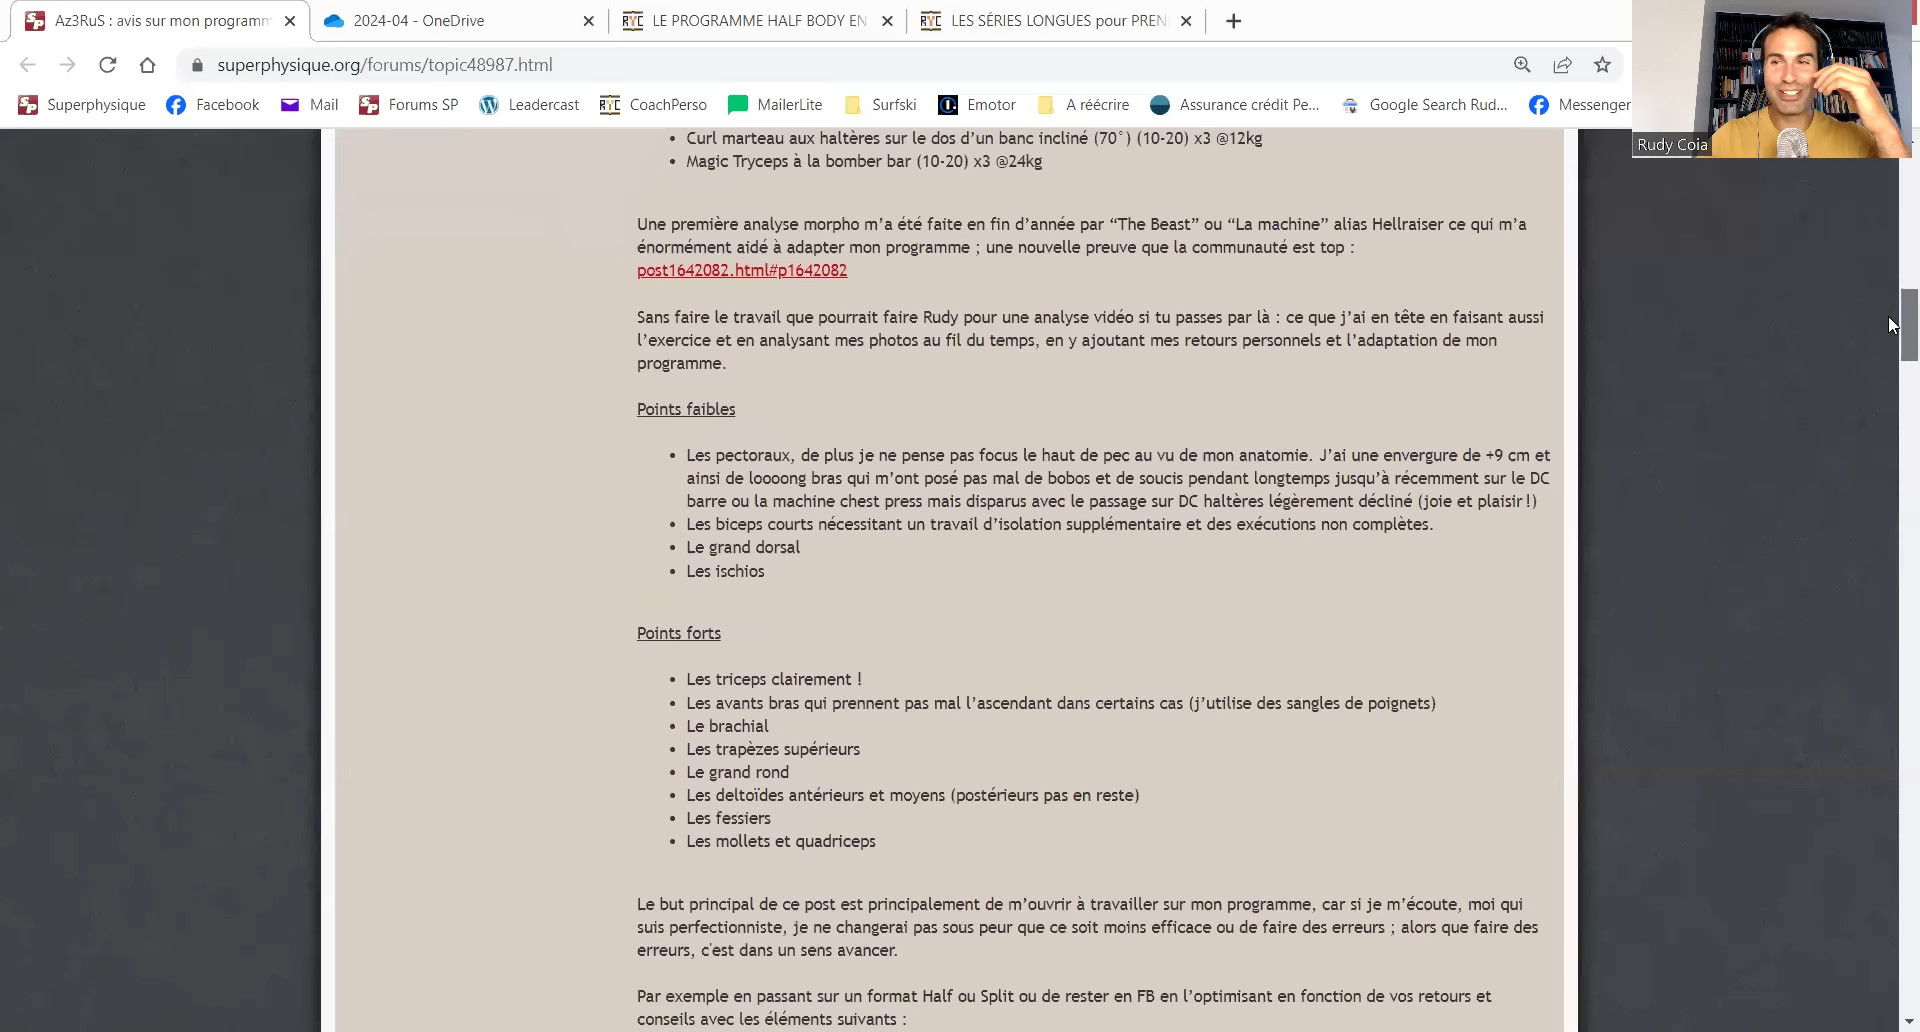 Az3RuS : avis sur mon programm
2024-04 - OneDrive
LE PROGRAMME HALF BODY EN
LES SÉRIES LONGUES pour PREN
superphysique.org/forums/topic48987.html
Superphysique
Facebook
Mail
Forums SP
Leadercast
CoachPerso
MailerLite
Surfski
Emotor
A réécrire
Assurance crédit Pe...
Google Search Rud...
Messenger
Rudy Coia
• Curl marteau aux haltères sur le dos d’un banc incliné (70°) (10-20) x3 @12kg
• Magic Tryceps à la bomber bar (10-20) x3 @24kg
Une première analyse morpho m’a été faite en fin d’année par “The Beast” ou “La machine” alias Hellraiser ce qui m’a
énormément aidé à adapter mon programme ; une nouvelle preuve que la communauté est top :
post1642082.html#p1642082
Sans faire le travail que pourrait faire Rudy pour une analyse vidéo si tu passes par là : ce que j’ai en tête en faisant aussi
l’exercice et en analysant mes photos au fil du temps, en y ajoutant mes retours personnels et l’adaptation de mon
programme.
Points faibles
• Les pectoraux, de plus je ne pense pas focus le haut de pec au vu de mon anatomie. J’ai une envergure de +9 cm et
ainsi de loooong bras qui m’ont posé pas mal de bobos et de soucis pendant longtemps jusqu’à récemment sur le DC
barre ou la machine chest press mais disparus avec le passage sur DC haltères légèrement décliné (joie et plaisir !)
• Les biceps courts nécessitant un travail d’isolation supplémentaire et des exécutions non complètes.
• Le grand dorsal
• Les ischios
Points forts
• Les triceps clairement !
• Les avants bras qui prennent pas mal l’ascendant dans certains cas (j’utilise des sangles de poignets)
• Le brachial
• Les trapèzes supérieurs
• Le grand rond
• Les deltoïdes antérieurs et moyens (postérieurs pas en reste)
• Les fessiers
• Les mollets et quadriceps
Le but principal de ce post est principalement de m’ouvrir à travailler sur mon programme, car si je m’écoute, moi qui
suis perfectionniste, je ne changerai pas sous peur que ce soit moins efficace ou de faire des erreurs ; alors que faire des
erreurs, c'est dans un sens avancer.
Par exemple en passant sur un format Half ou Split ou de rester en FB en l’optimisant en fonction de vos retours et
conseils avec les éléments suivants :